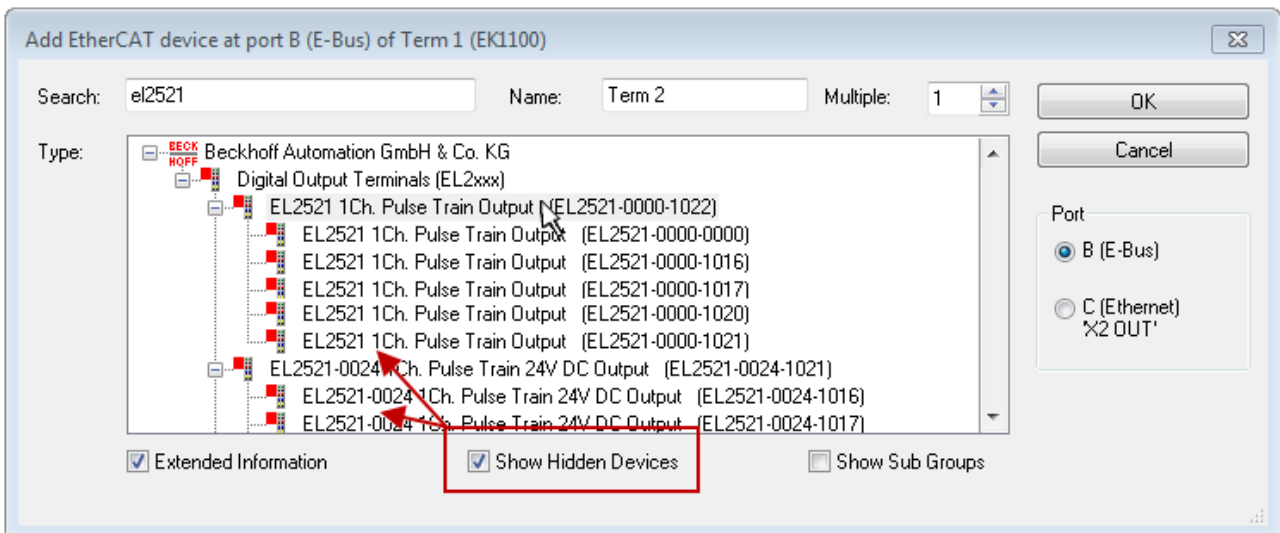 Add EtherCAT device at port B (E-Bus) of Term 1 (EK1100)
Search: el2521 Name: Term 2 Multiple: 1 OK
Type: BECKHOFF Beckhoff Automation GmbH & Co. KG Cancel
Digital Output Terminals (EL2xxx)
EL2521 1Ch. Pulse Train Output (EL2521-0000-1022)
Port
EL2521 1Ch. Pulse Train Output (EL2521-0000-0000)
B (E-Bus)
EL2521 1Ch. Pulse Train Output (EL2521-0000-1016)
EL2521 1Ch. Pulse Train Output (EL2521-0000-1017)
EL2521 1Ch. Pulse Train Output (EL2521-0000-1020)
C (Ethernet)
'X2 OUT'
EL2521 1Ch. Pulse Train Output (EL2521-0000-1021)
EL2521-0024 1Ch. Pulse Train 24V DC Output (EL2521-0024-1021)
EL2521-0024 1Ch. Pulse Train 24V DC Output (EL2521-0024-1016)
EL2521-0024 1Ch. Pulse Train 24V DC Output (EL2521-0024-1017)
Extended Information Show Hidden Devices Show Sub Groups